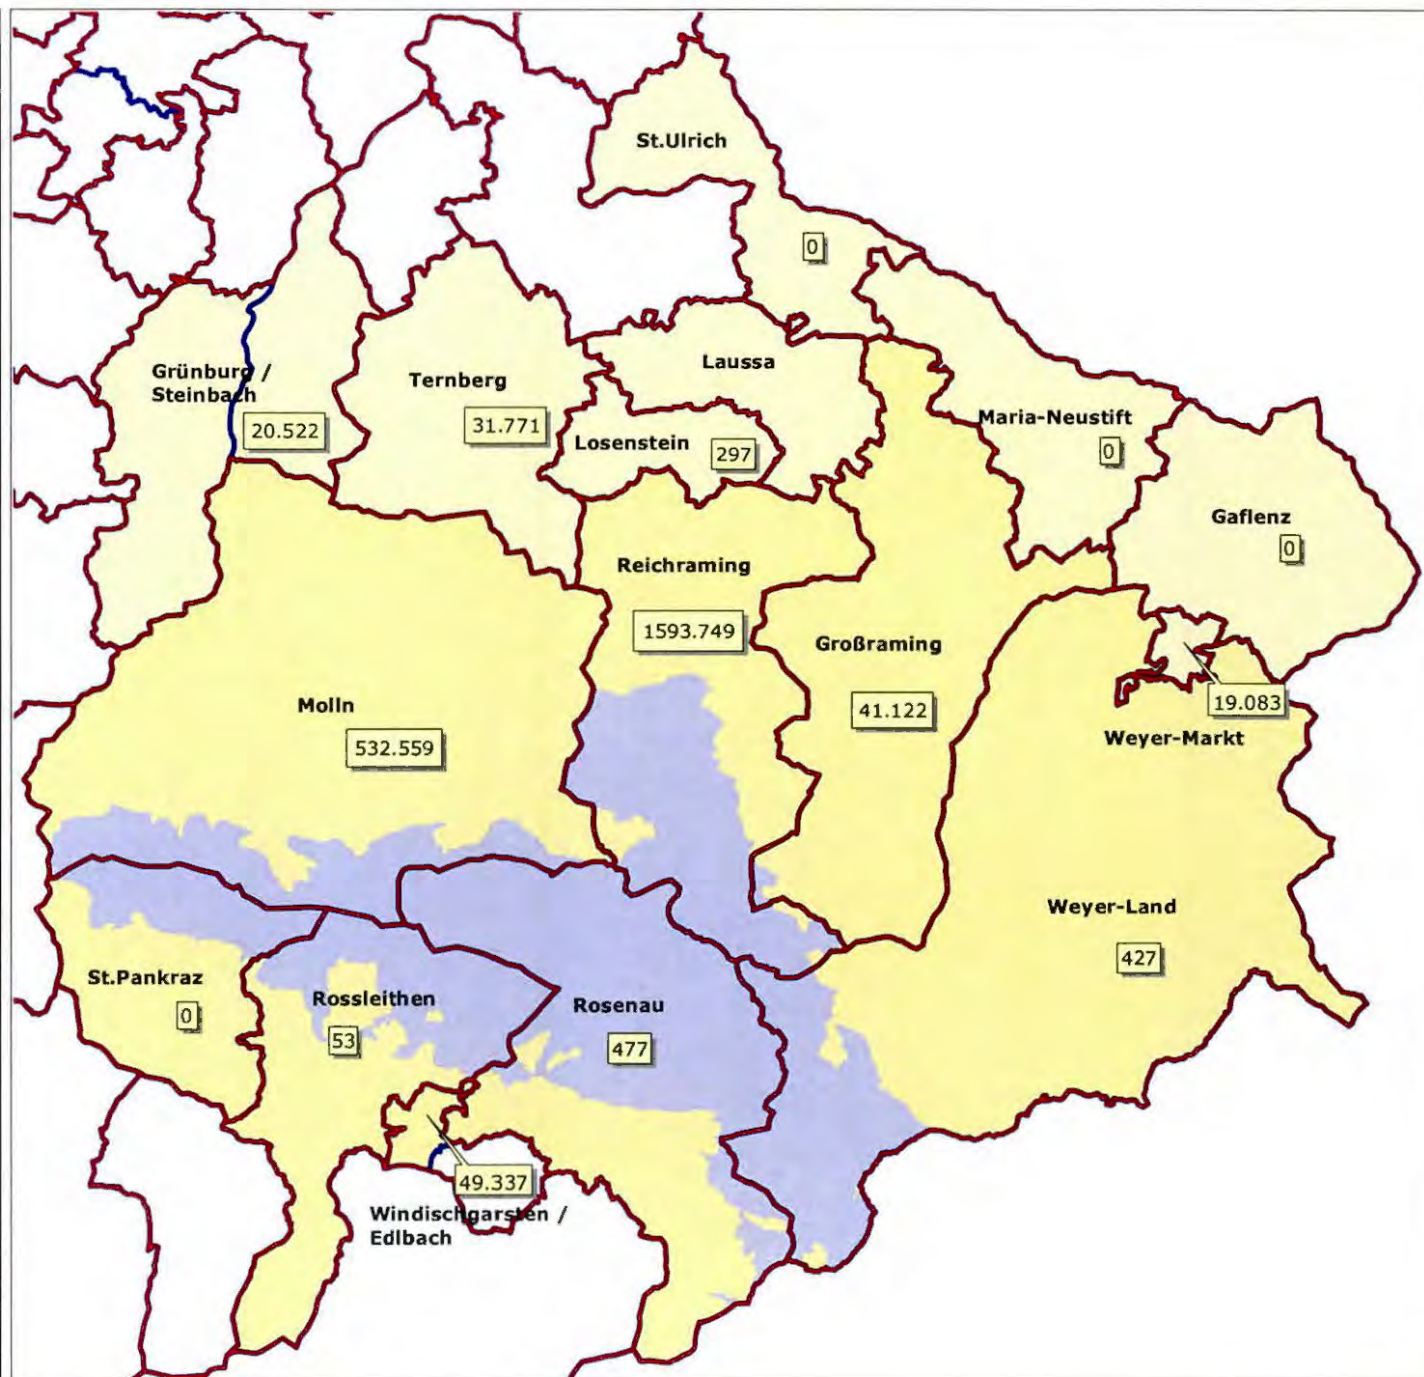 St.Ulrich
0
Grünburg /
Steinbach
20.522
Ternberg
31.771
Laussa
Losenstein
297
Maria-Neustift
0
Gaflenz
0
Reichraming
1593.749
Großraming
41.122
Molln
532.559
19.083
Weyer-Markt
Weyer-Land
427
St.Pankraz
0
Rossleithen
53
Rosenau
477
49.337
Windischgarsten /
Edlbach